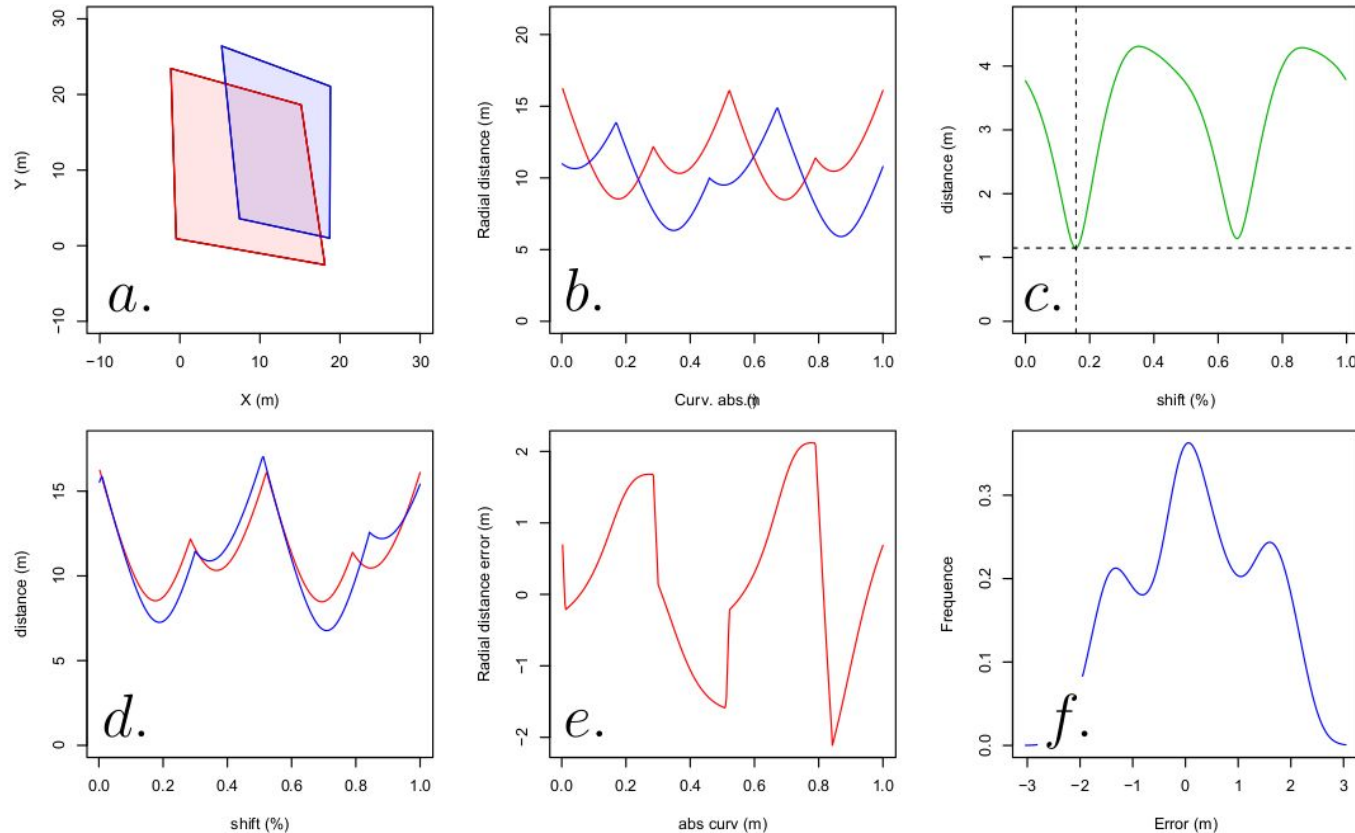 Y (m)
30
20
10
0
−10
a.
−10 0 10 20 30
X (m)
Radial distance (m)
20
15
10
5
0
b.
0.0 0.2 0.4 0.6 0.8 1.0
distance (m)
4
3
2
1
0
c.
0.0 0.2 0.4 0.6 0.8 1.0
shift (%)
distance (m)
15
10
5
0
d.
0.0 0.2 0.4 0.6 0.8 1.0
shift (%)
Radial distance error (m)
2
1
0
−1
−2
e.
0.0 0.2 0.4 0.6 0.8 1.0
abs curv (m)
Frequence
0.3
0.2
0.1
0.0
f.
−3 −2 −1 0 1 2 3
Error (m)